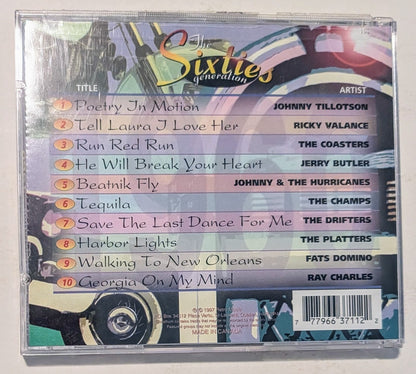 The
Sixties
generation
TITLE ARTIST
1 Poetry In Motion JOHNNY TILLOTSON
2 Tell Laura I Love Her RICKY VALANCE
3 Run Red Run THE COASTERS
4 He Will Break Your Heart JERRY BUTLER
5 Beatnik Fly JOHNNY & THE HURRICANES
6 Tequila THE CHAMPS
7 Save The Last Dance For Me THE DRIFTERS
8 Harbor Lights THE PLATTERS
9 Walking To New Orleans FATS DOMINO
10 Georgia On My Mind RAY CHARLES
1997
MADE IN CANADA
7 77966 37112 2